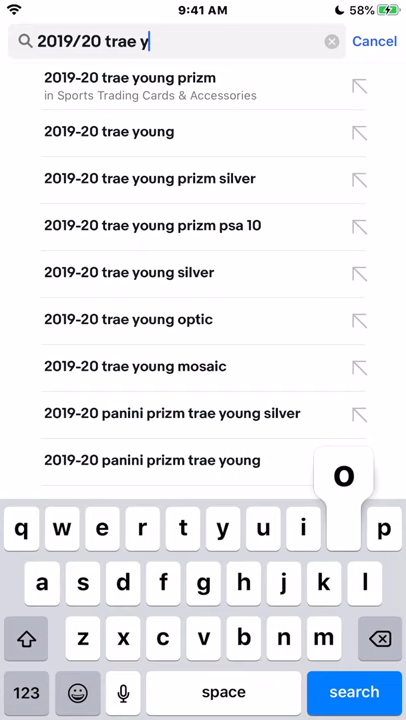 9:41 AM
58%
2019/20 trae y
Cancel
2019-20 trae young prizm
in Sports Trading Cards & Accessories
2019-20 trae young
2019-20 trae young prizm silver
2019-20 trae young prizm psa 10
2019-20 trae young silver
2019-20 trae young optic
2019-20 trae young mosaic
2019-20 panini prizm trae young silver
2019-20 panini prizm trae young
o
q w e r t y u i p
a s d f g h j k l
z x c v b n m
123 space search